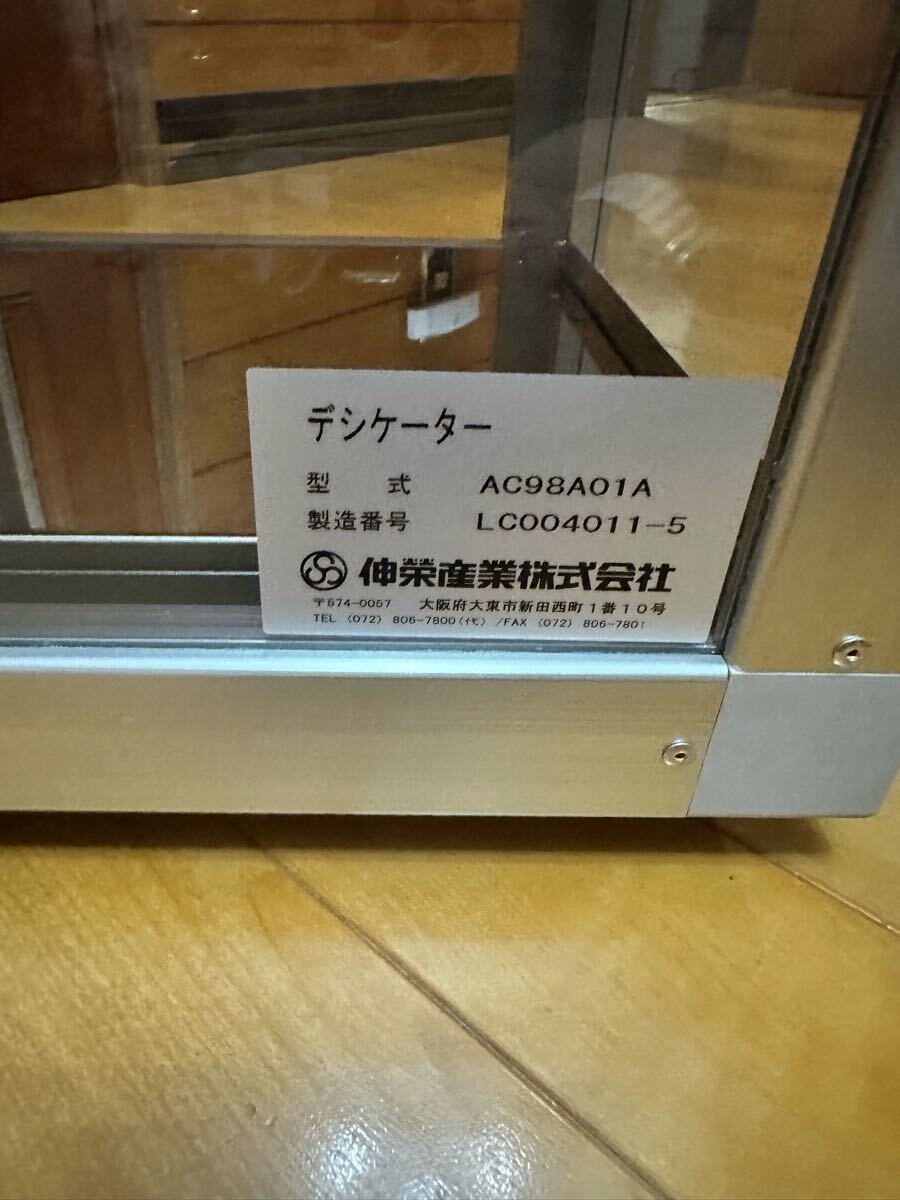 デシケーター
型　式　AC98A01A
製造番号　LC004011-5
伸栄産業株式会社
〒574-0057　大阪府大東市新田西町1番10号
TEL (072) 806-7800(代) /FAX (072) 806-7801